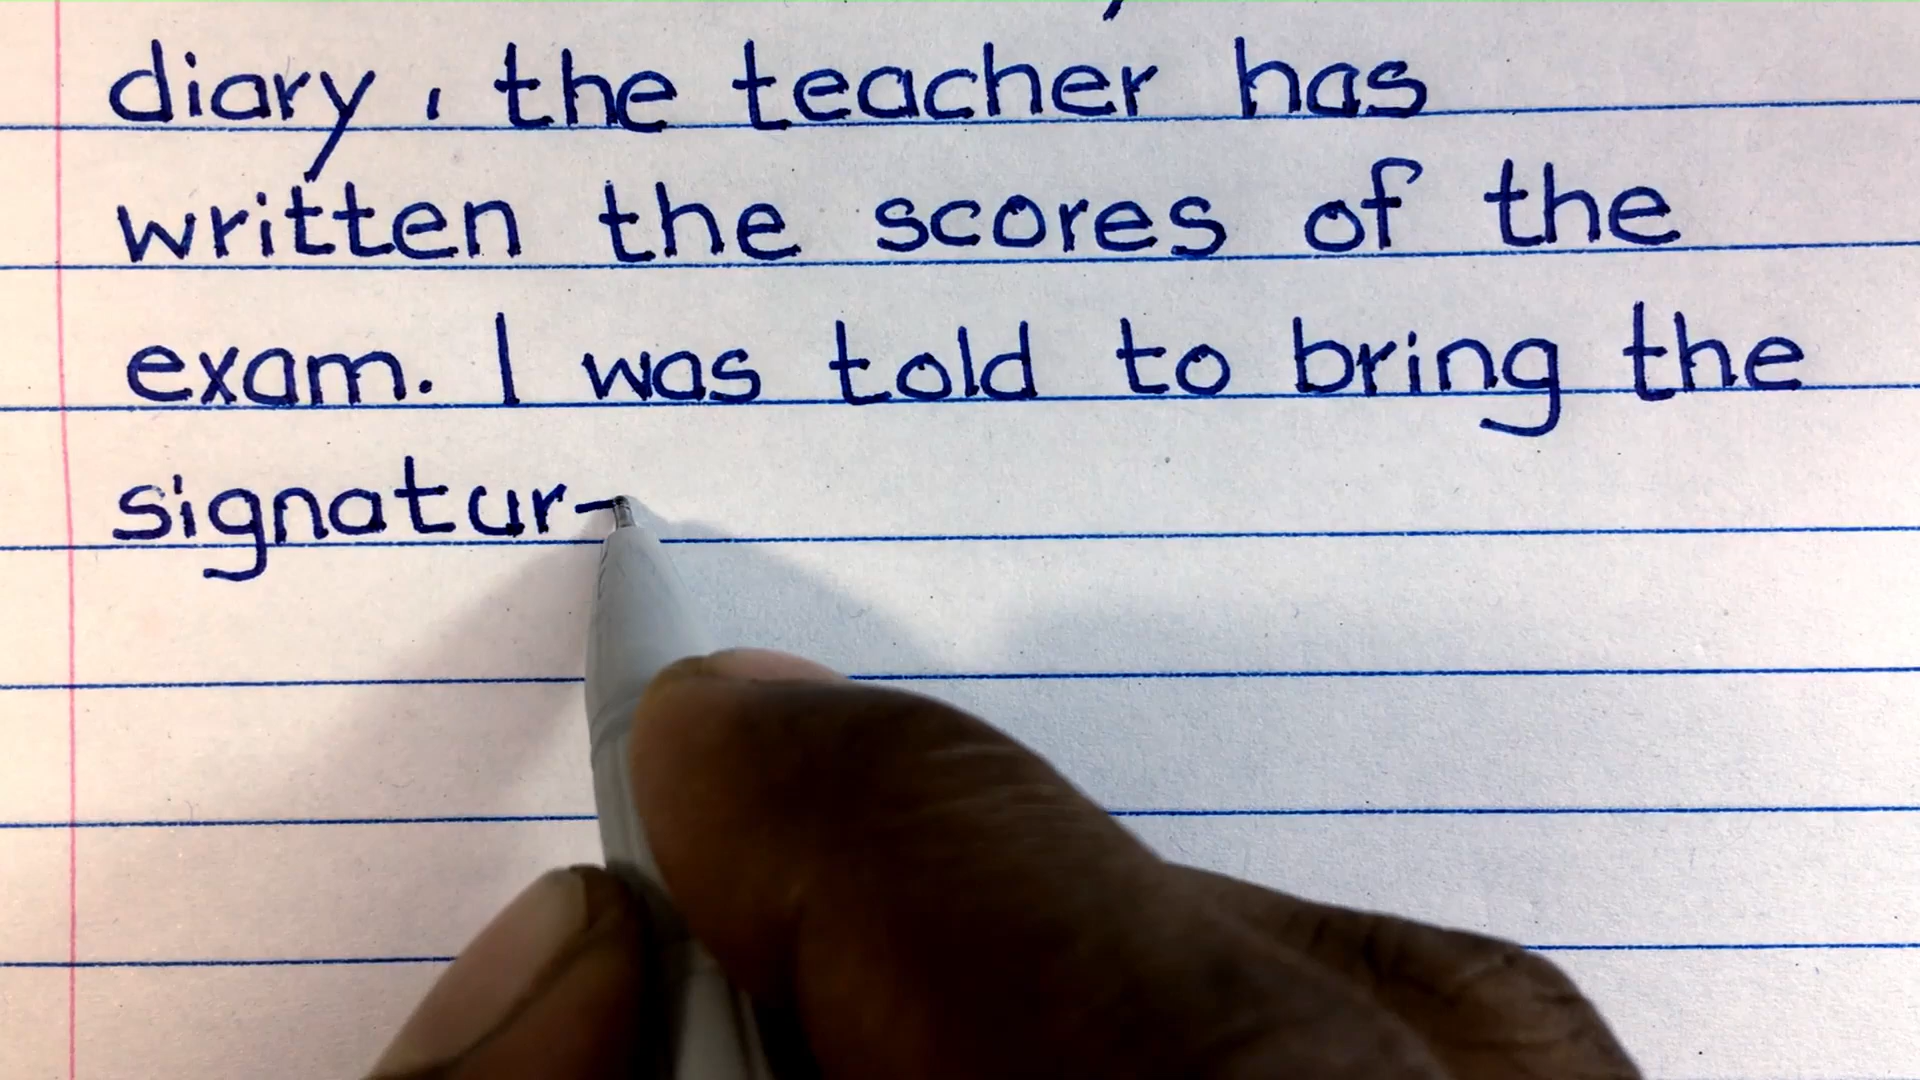 diary, the teacher has
written the scores of the
exam. I was told to bring the
signatur-